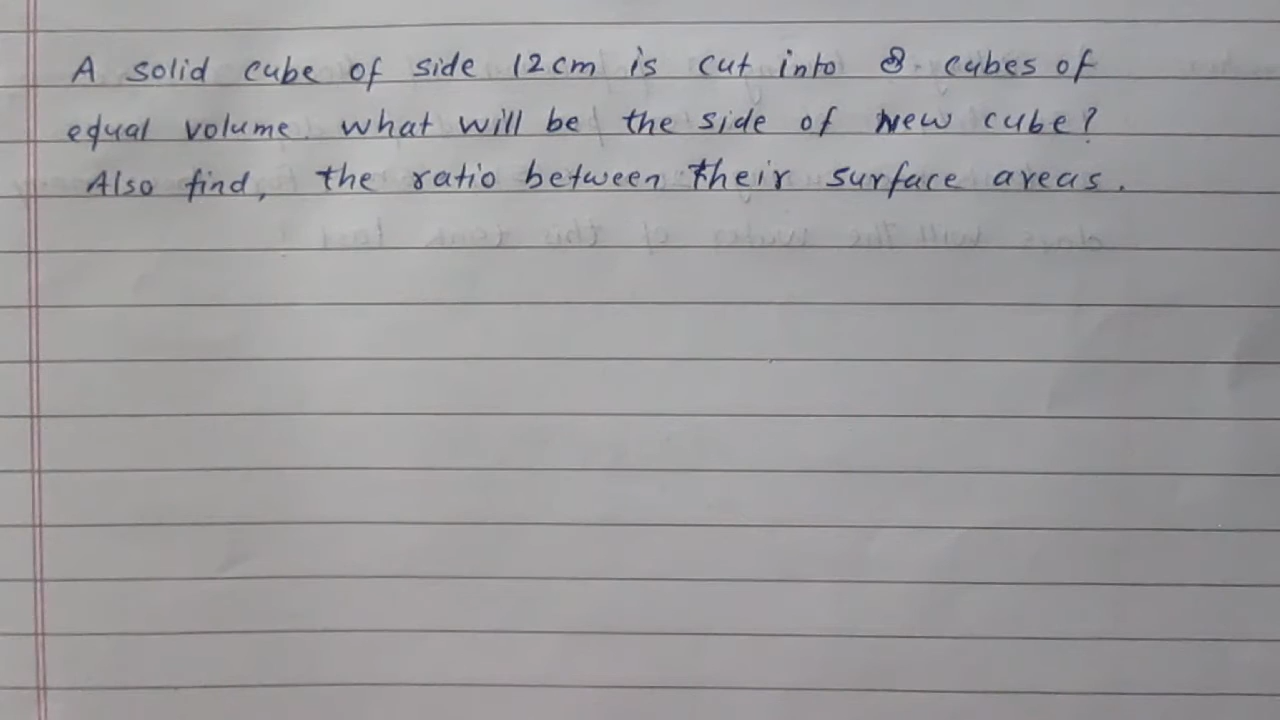 A solid cube of side 12cm is cut into 8 cubes of
equal volume. what will be the side of new cube?
Also find, the ratio between their surface areas.